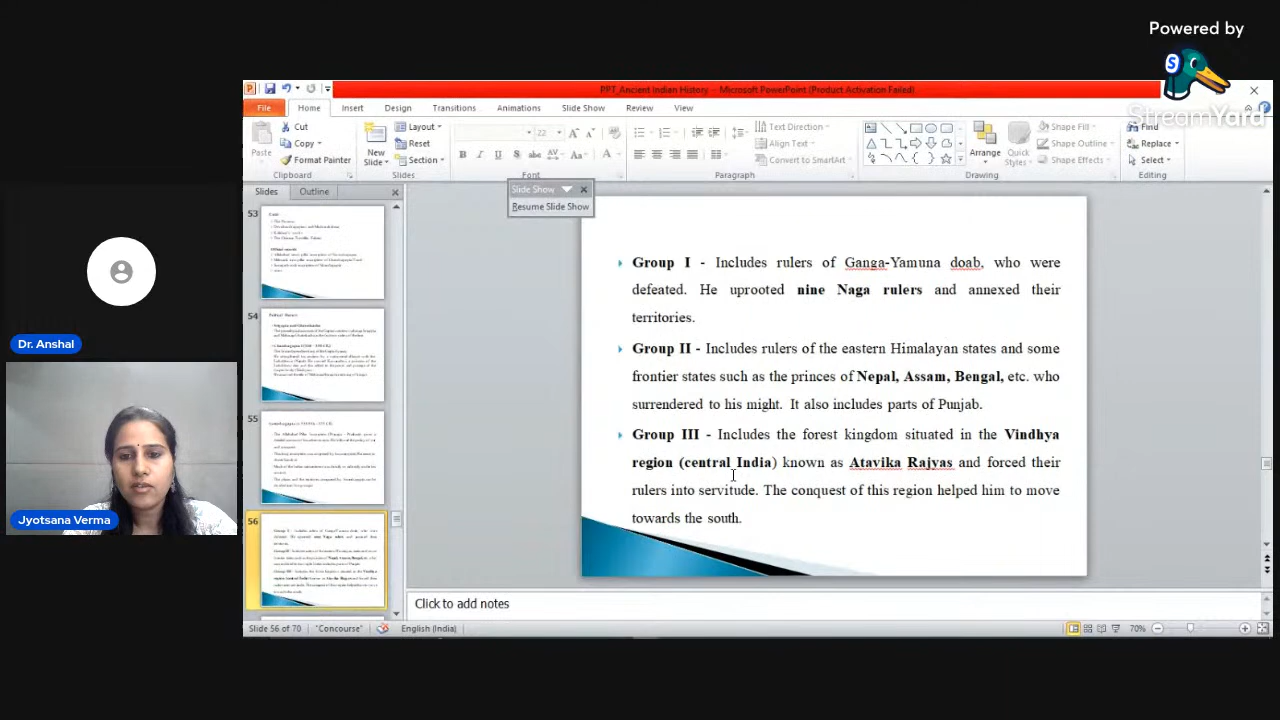 Powered by
StreamYard
PPT_Ancient Indian History - Microsoft PowerPoint (Product Activation Failed)
File Home Insert Design Transitions Animations Slide Show Review View
Paste Cut Copy Format Painter
Clipboard
New Slide Layout Reset Section
Slides
22
Font
Text Direction Align Text Convert to SmartArt
Paragraph
Arrange Quick Styles Shape Fill Shape Outline Shape Effects
Drawing
Find Replace Select
Editing
Slides Outline
Slide Show
Resume Slide Show
53
54
55
56
Group I - Includes rulers of Ganga-Yamuna doab who were
defeated. He uprooted nine Naga rulers and annexed their
territories.
Group II - Includes rulers of the eastern Himalayan states and some
frontier states such as the princes of Nepal, Assam, Bengal, etc. who
surrendered to his might. It also includes parts of Punjab.
Group III - Includes the forest kingdom situated in the Vindhya
region (central India) known as Atavika Rajyas and forced their
rulers into servitude. The conquest of this region helped him to move
towards the south.
Click to add notes
Slide 56 of 70 "Concourse" English (India) 70%
Dr. Anshal
Jyotsana Verma